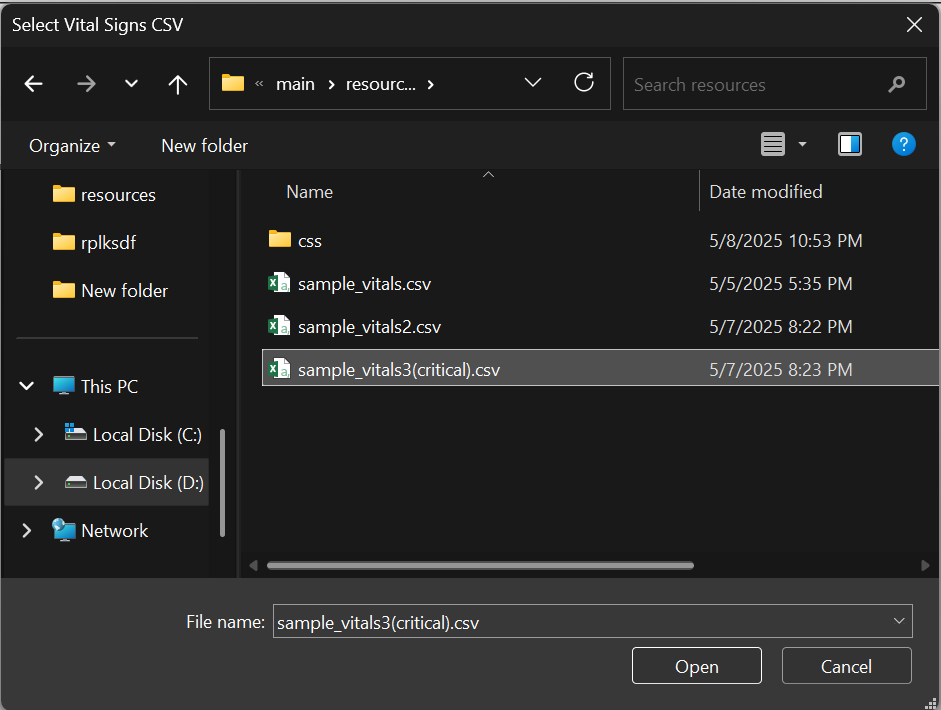 Select Vital Signs CSV
« main › resourc... ›
Search resources
Organize
New folder
?
resources
rplksdf
New folder
This PC
Local Disk (C:)
Local Disk (D:)
Network
Name Date modified
css 5/8/2025 10:53 PM
sample_vitals.csv 5/5/2025 5:35 PM
sample_vitals2.csv 5/7/2025 8:22 PM
sample_vitals3(critical).csv 5/7/2025 8:23 PM
File name: sample_vitals3(critical).csv
Open Cancel